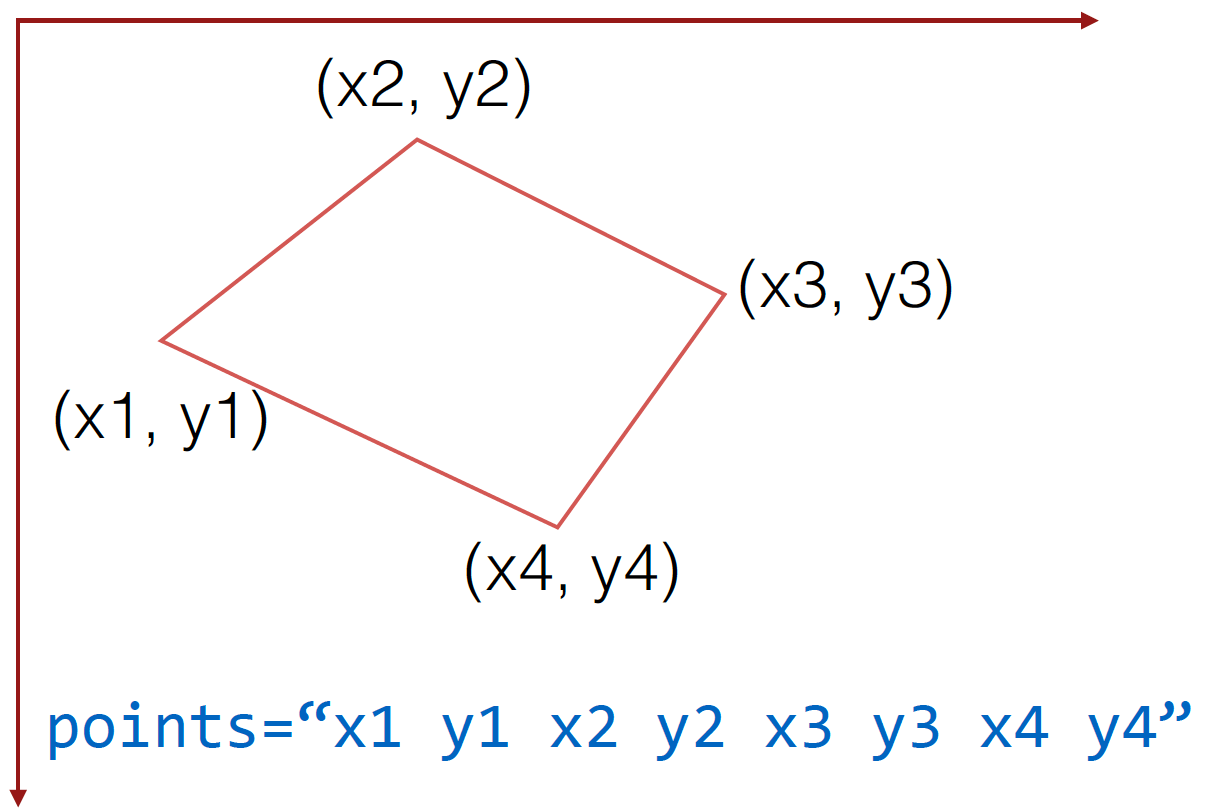 (x2, y2)
(x3, y3)
(x1, y1)
(x4, y4)
points=“x1 y1 x2 y2 x3 y3 x4 y4”